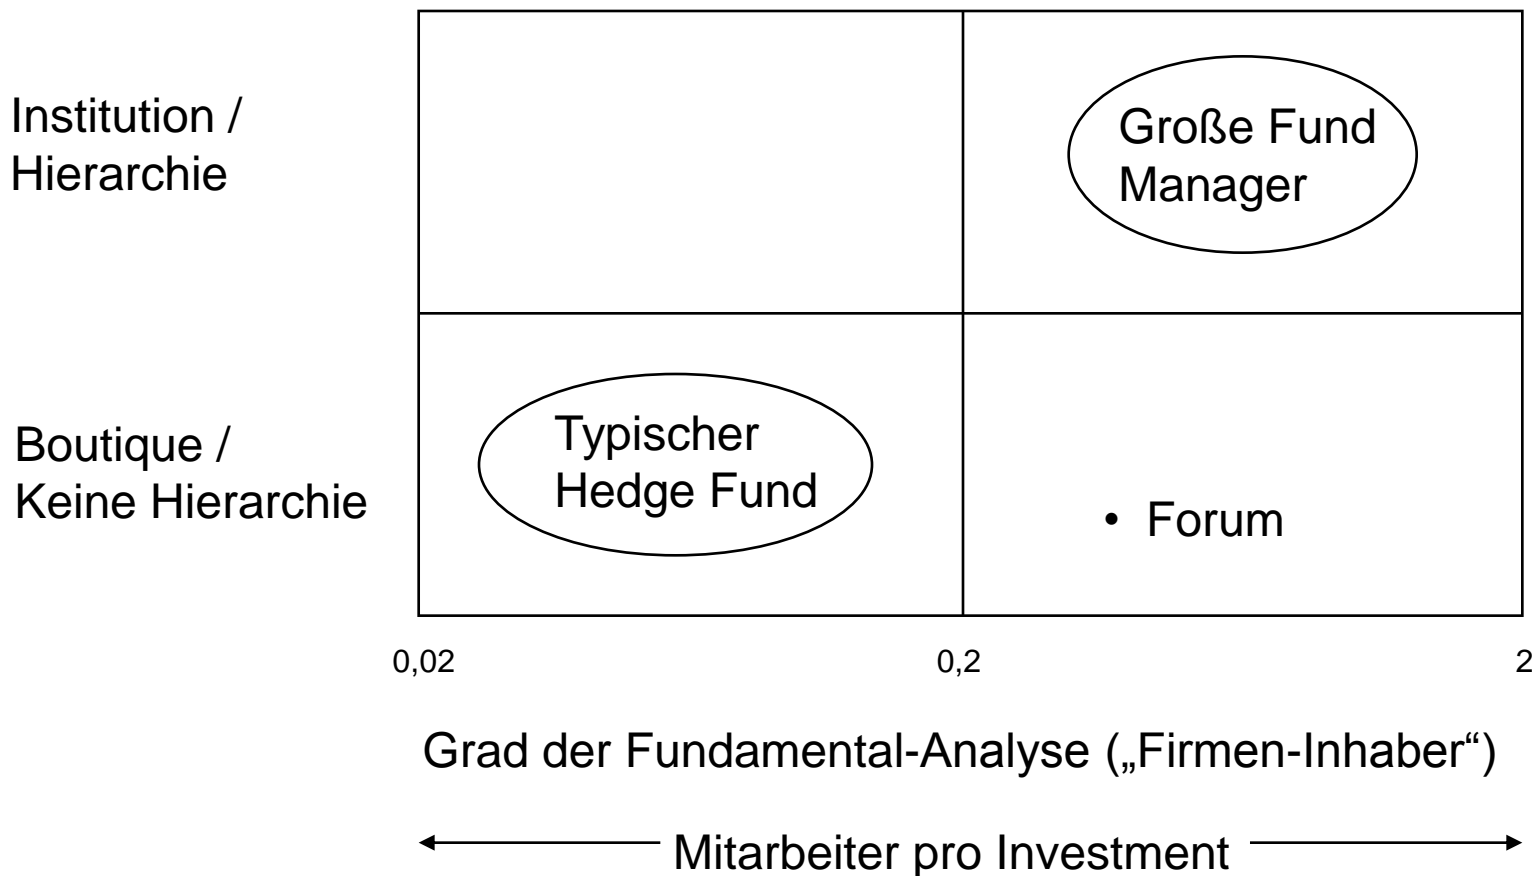 Institution /
Hierarchie
Große Fund
Manager
Boutique /
Keine Hierarchie
Typischer
Hedge Fund
• Forum
0,02
0,2
2
Grad der Fundamental-Analyse („Firmen-Inhaber“)
Mitarbeiter pro Investment